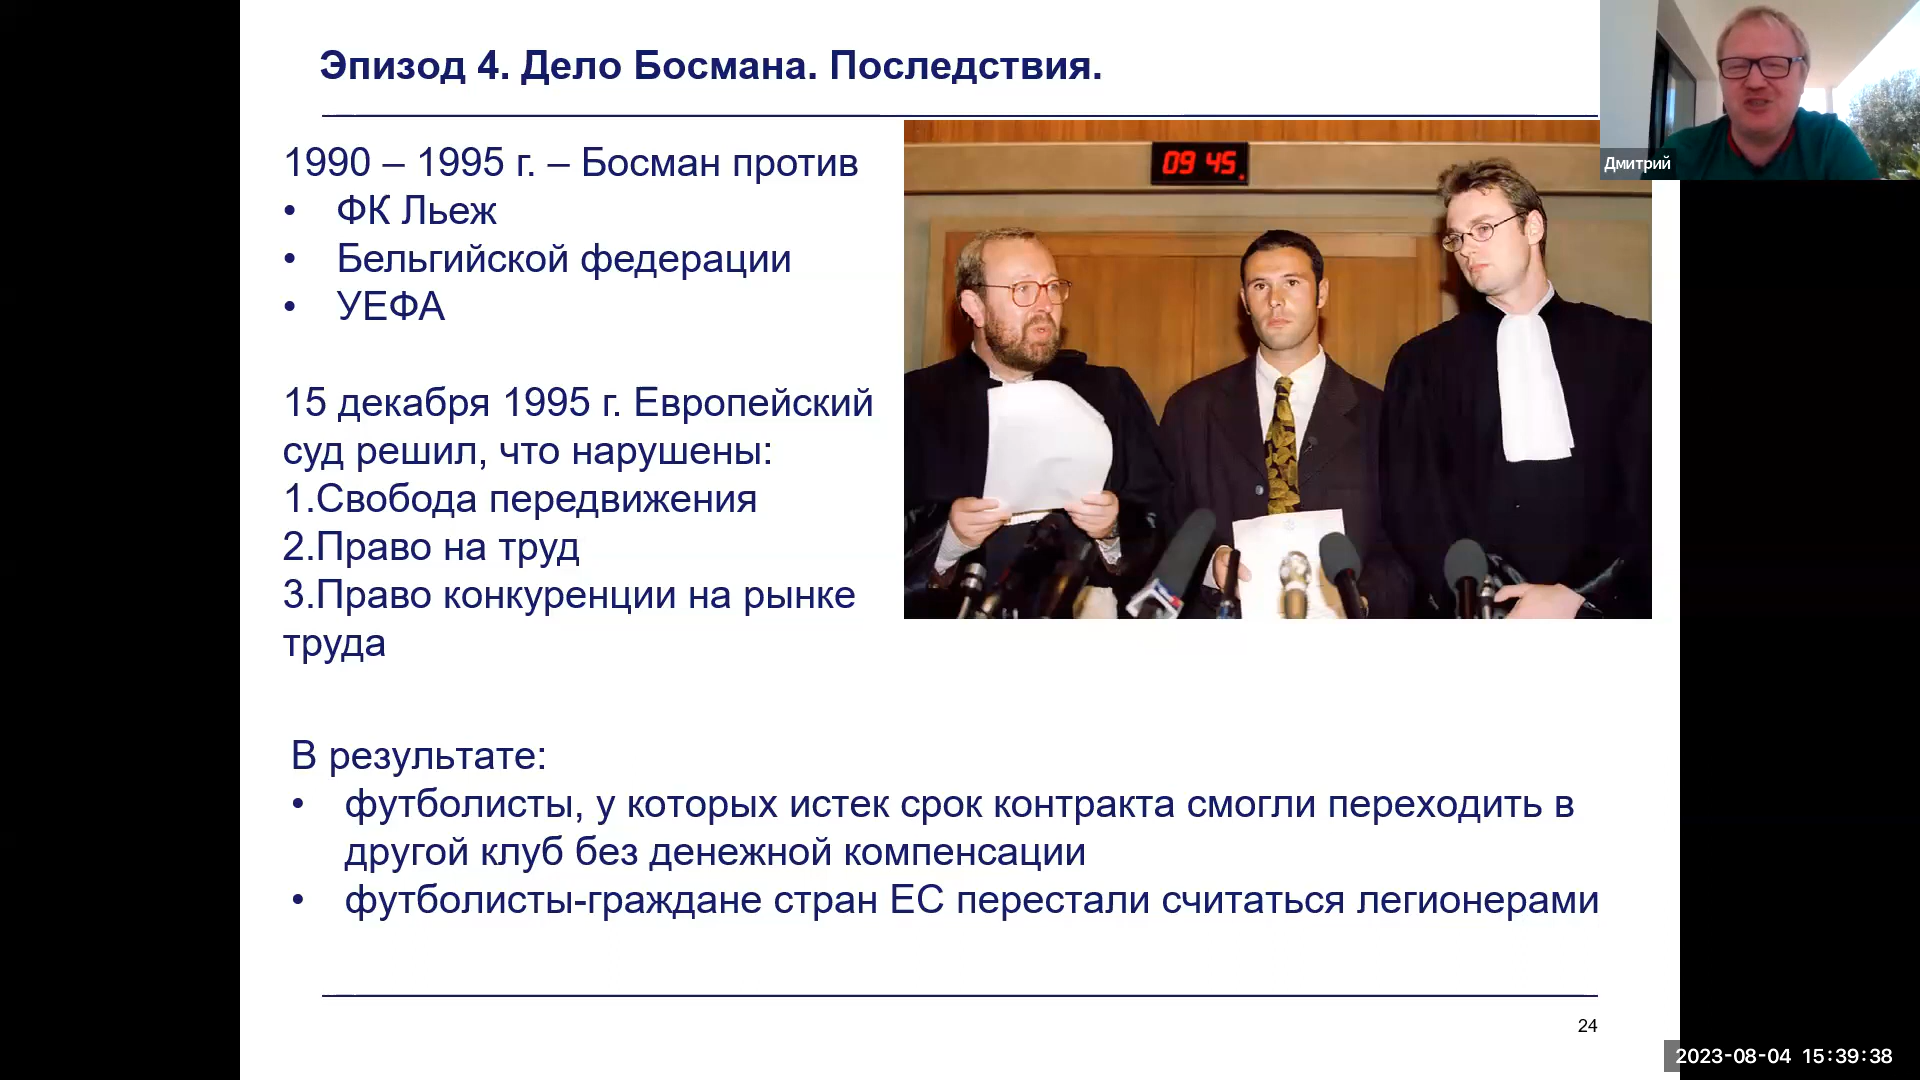 Эпизод 4. Дело Босмана. Последствия.
Дмитрий
1990 – 1995 г. – Босман против
• ФК Льеж
• Бельгийской федерации
• УЕФА
09 45
15 декабря 1995 г. Европейский
суд решил, что нарушены:
1.Свобода передвижения
2.Право на труд
3.Право конкуренции на рынке
труда
В результате:
• футболисты, у которых истек срок контракта смогли переходить в
другой клуб без денежной компенсации
• футболисты-граждане стран ЕС перестали считаться легионерами
24
2023-08-04 15:39:38